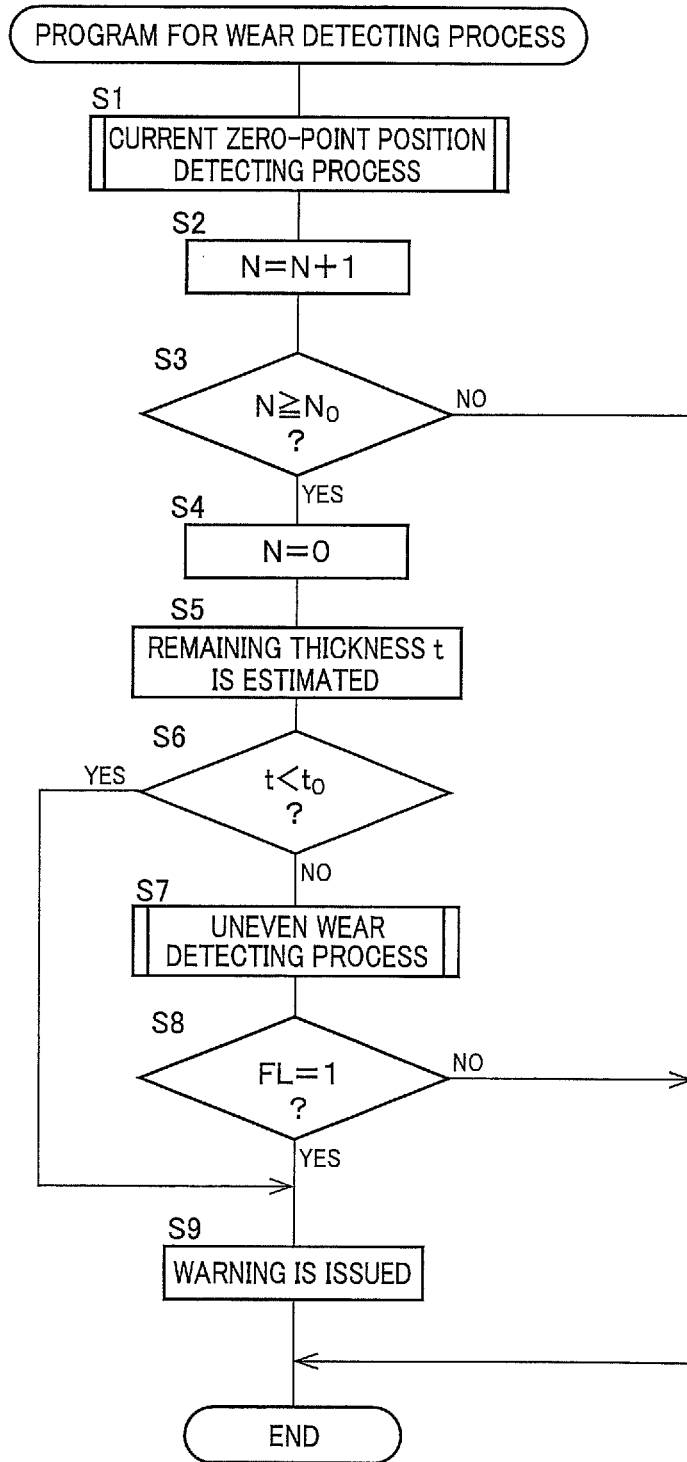 PROGRAM FOR WEAR DETECTING PROCESS
S1
CURRENT ZERO-POINT POSITION
DETECTING PROCESS
S2
N=N+1
S3
N≧N₀
?
NO
YES
S4
N=0
S5
REMAINING THICKNESS t
IS ESTIMATED
S6
YES
t<t₀
?
NO
S7
UNEVEN WEAR
DETECTING PROCESS
S8
FL=1
?
NO
YES
S9
WARNING IS ISSUED
END